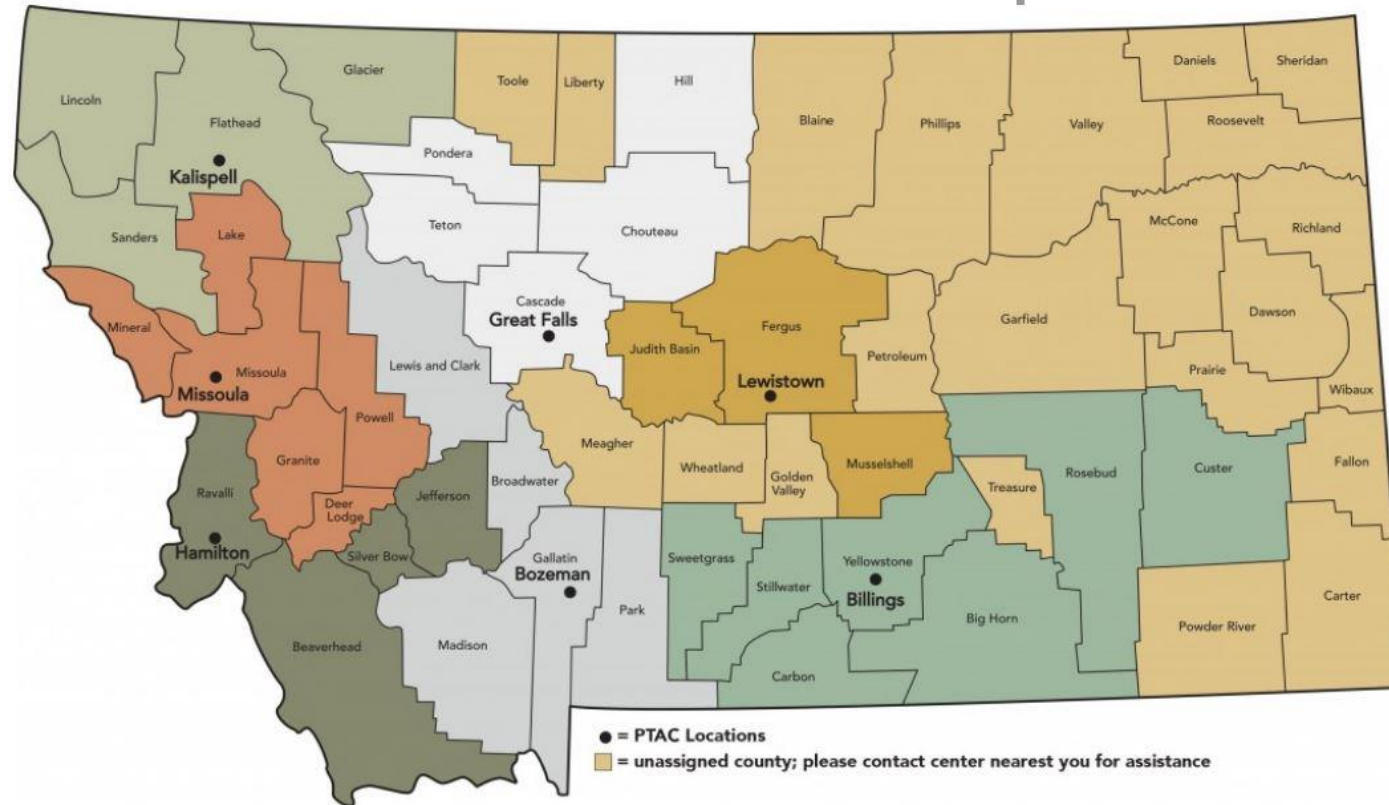 Lincoln
Flathead
Kalispell
Glacier
Toole
Liberty
Hill
Blaine
Phillips
Valley
Daniels
Sheridan
Roosevelt
Pondera
Teton
Chouteau
Sanders
Lake
McCone
Richland
Cascade
Great Falls
Fergus
Lewistown
Judith Basin
Petroleum
Garfield
Dawson
Prairie
Wibaux
Mineral
Missoula
Missoula
Lewis and Clark
Powell
Granite
Meagher
Wheatland
Golden
Valley
Musselshell
Treasure
Rosebud
Custer
Fallon
Ravalli
Hamilton
Deer
Lodge
Jefferson
Broadwater
Silver Bow
Gallatin
Bozeman
Park
Sweetgrass
Stillwater
Yellowstone
Billings
Big Horn
Powder River
Carter
Beaverhead
Madison
Carbon
= PTAC Locations
= unassigned county; please contact center nearest you for assistance